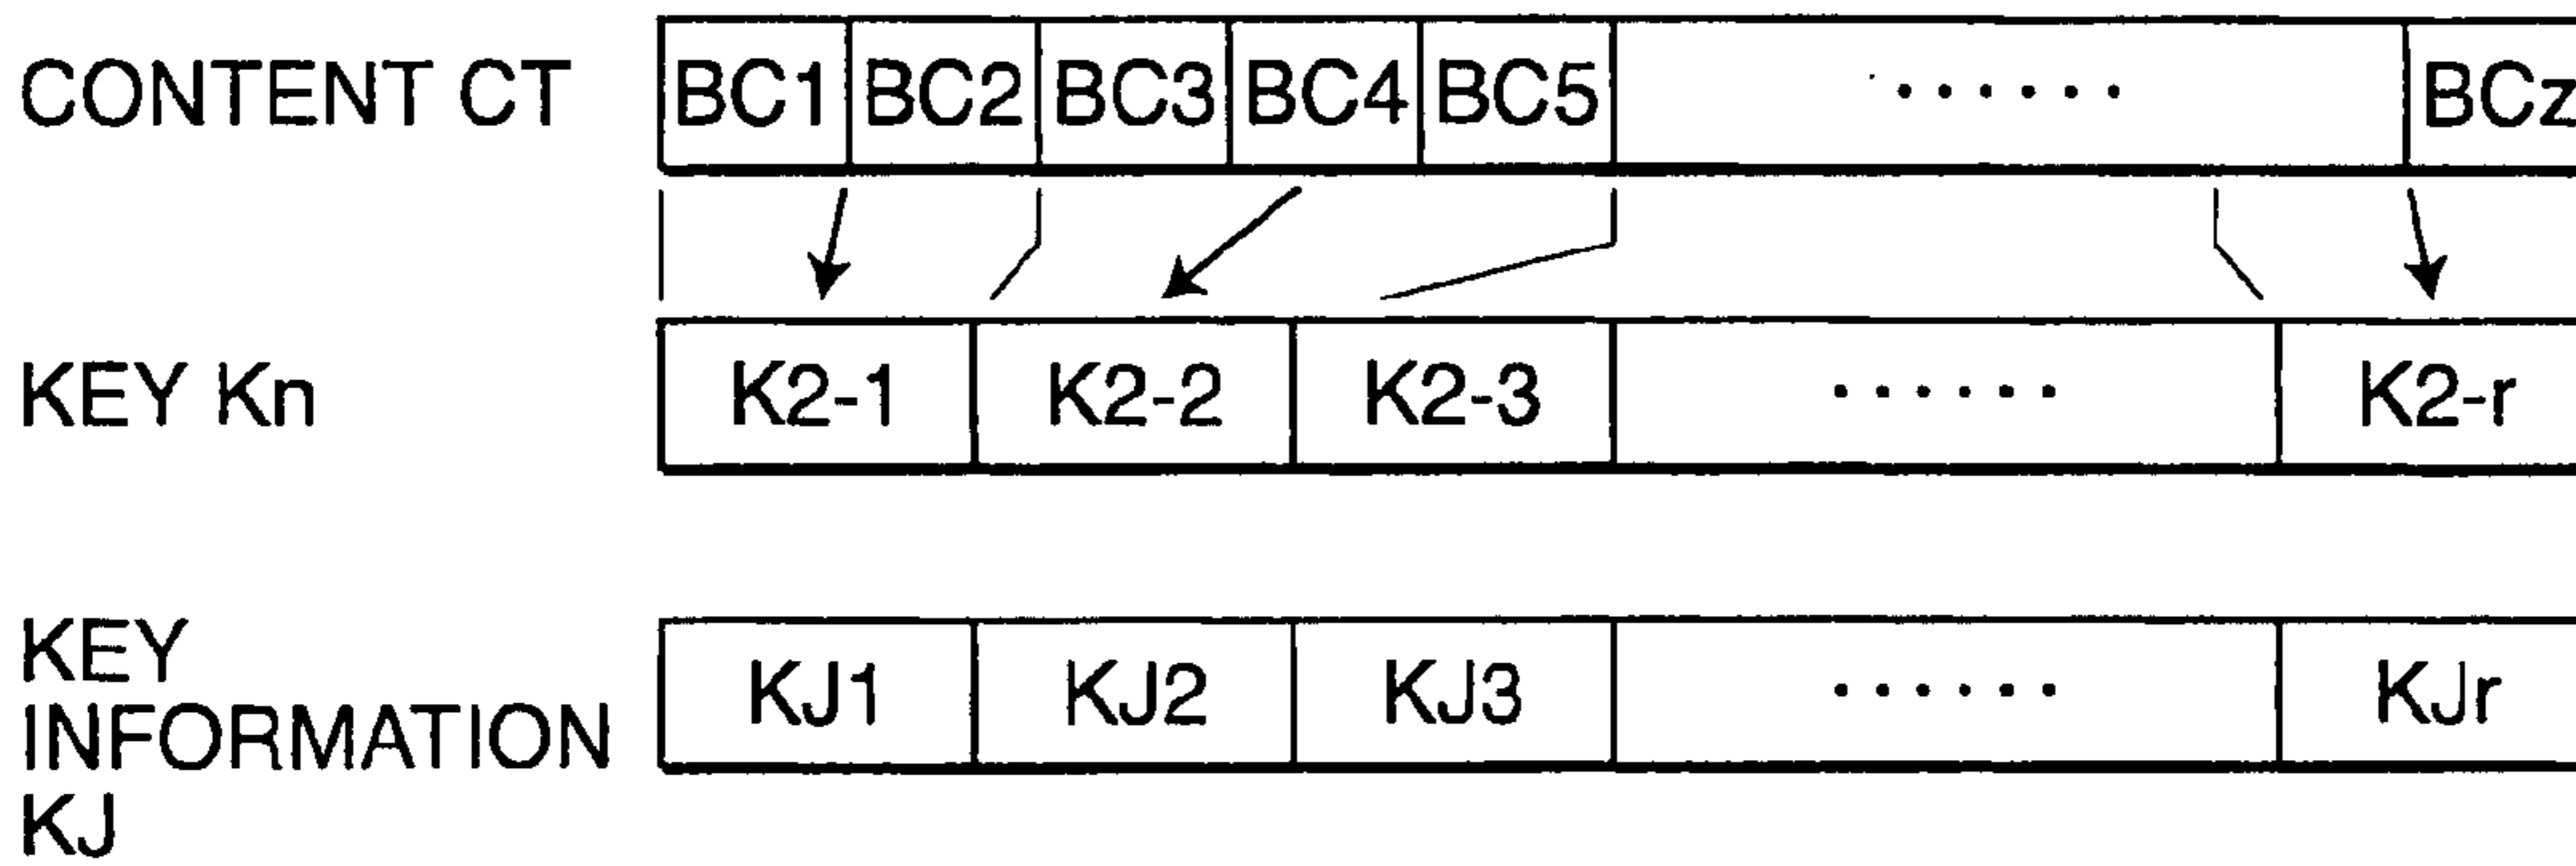 CONTENT CT BC1 BC2 BC3 BC4 BC5 ...... BCz
KEY Kn K2-1 K2-2 K2-3 ...... K2-r
KEY
INFORMATION
KJ
KJ1 KJ2 KJ3 ...... KJr